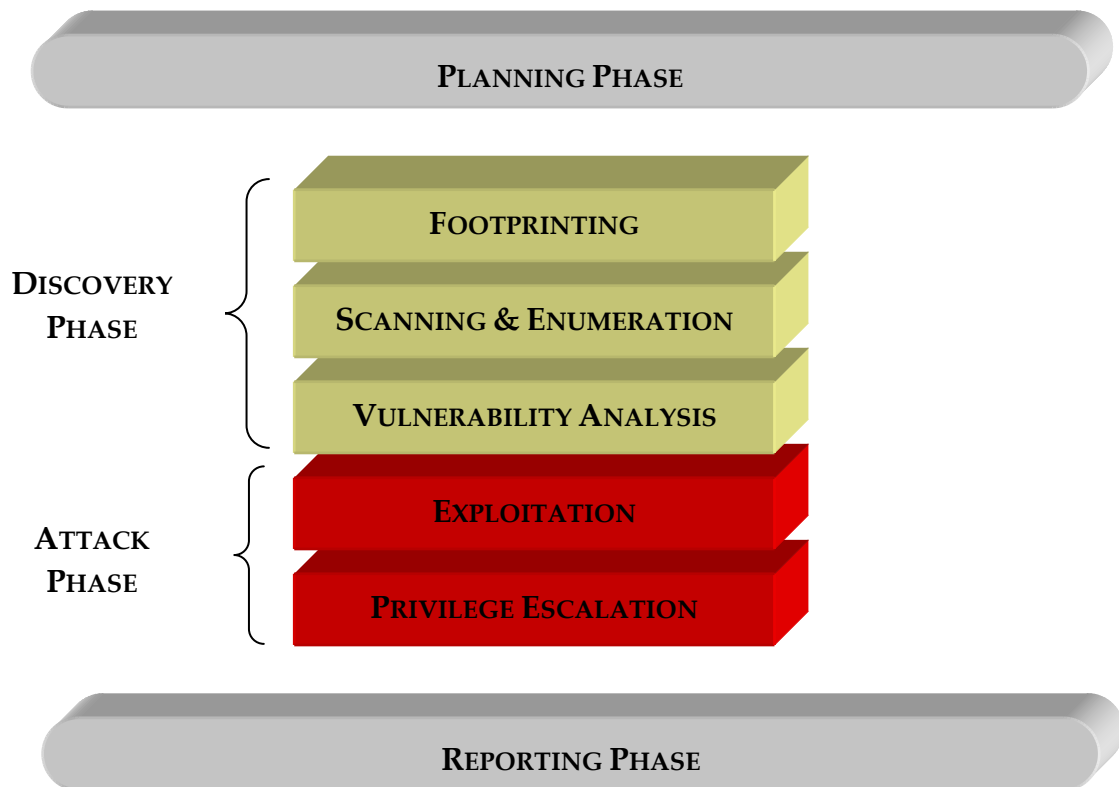 PLANNING PHASE
DISCOVERY
PHASE
FOOTPRINTING
SCANNING & ENUMERATION
VULNERABILITY ANALYSIS
ATTACK
PHASE
EXPLOITATION
PRIVILEGE ESCALATION
REPORTING PHASE